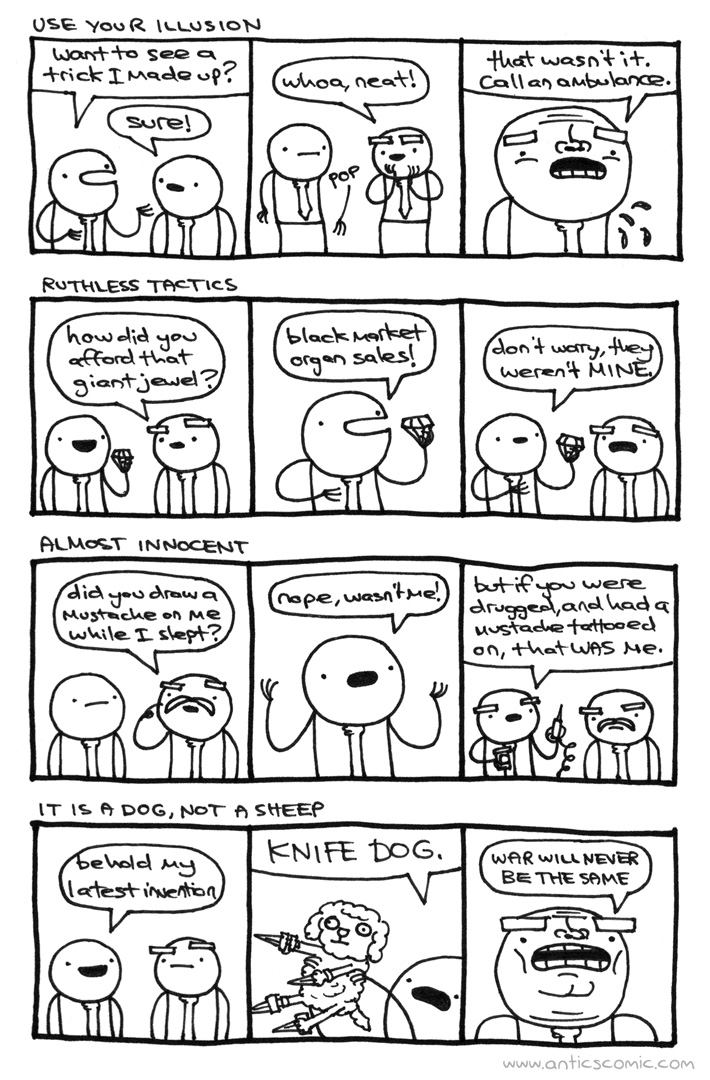 USE YOUR ILLUSION
want to see a
trick I made up?
sure!
POP
whoa, neat!
that wasn't it.
Call an ambulance.
RUTHLESS TACTICS
how did you
afford that
giant jewel?
black market
organ sales!
don't worry, they
weren't MINE.
ALMOST INNOCENT
did you draw a
mustache on me
while I slept?
nope, wasn't me!
but if you were
drugged, and had a
mustache tattooed
on, that WAS me.
IT IS A DOG, NOT A SHEEP
behold my
latest invention
KNIFE DOG.
WAR WILL NEVER
BE THE SAME
www.anticscomic.com